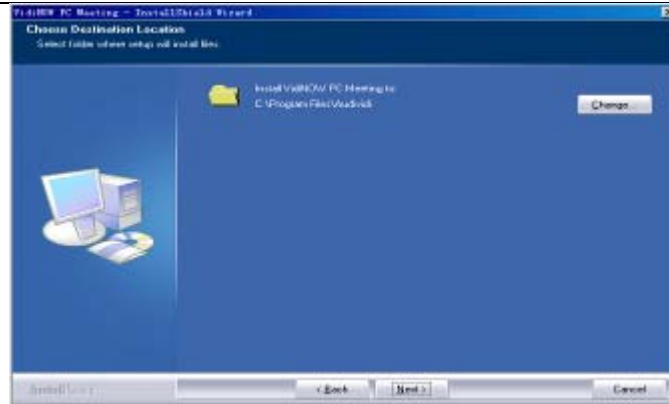 VidiNOW PC Meeting - InstallShield Wizard
Choose Destination Location
Select folder where setup will install files.
Install VidiNOW PC Meeting to:
C:\Program Files\
Change...
InstallShield
< Back
Next >
Cancel